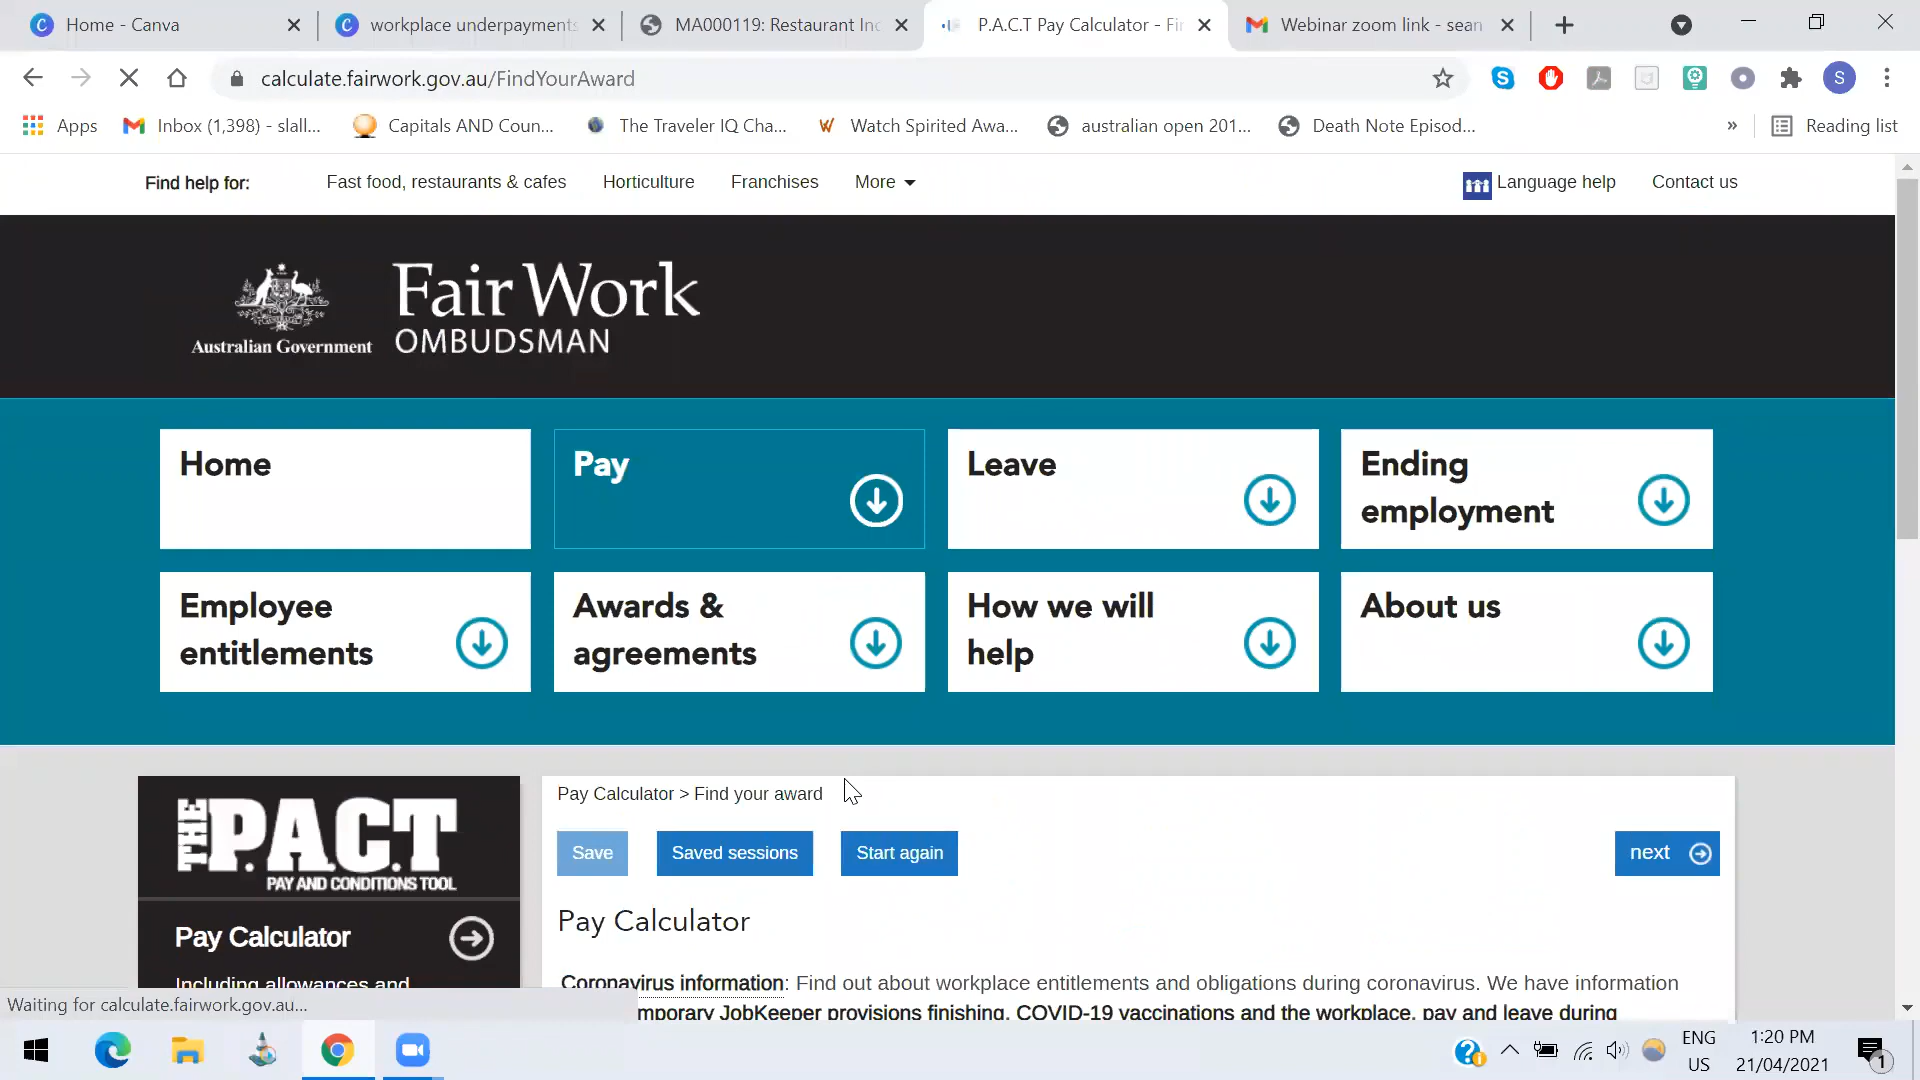 Home - Canva
workplace underpayments
MA000119: Restaurant Inc
P.A.C.T Pay Calculator - Fin
Webinar zoom link - sean
calculate.fairwork.gov.au/FindYourAward
S
Apps
Inbox (1,398) - slall...
Capitals AND Coun...
The Traveler IQ Cha...
Watch Spirited Awa...
australian open 201...
Death Note Episod...
»
Reading list
Find help for:
Fast food, restaurants & cafes
Horticulture
Franchises
More
Language help
Contact us
Australian Government
Fair Work
OMBUDSMAN
Home
Pay
Leave
Ending
employment
Employee
entitlements
Awards &
agreements
How we will
help
About us
THE P.A.C.T
PAY AND CONDITIONS TOOL
Pay Calculator
Including allowances and
Pay Calculator > Find your award
Save
Saved sessions
Start again
next
Pay Calculator
Coronavirus information: Find out about workplace entitlements and obligations during coronavirus. We have information
mporary JobKeeper provisions finishing, COVID-19 vaccinations and the workplace, pay and leave during
Waiting for calculate.fairwork.gov.au...
ENG
US
1:20 PM
21/04/2021
1